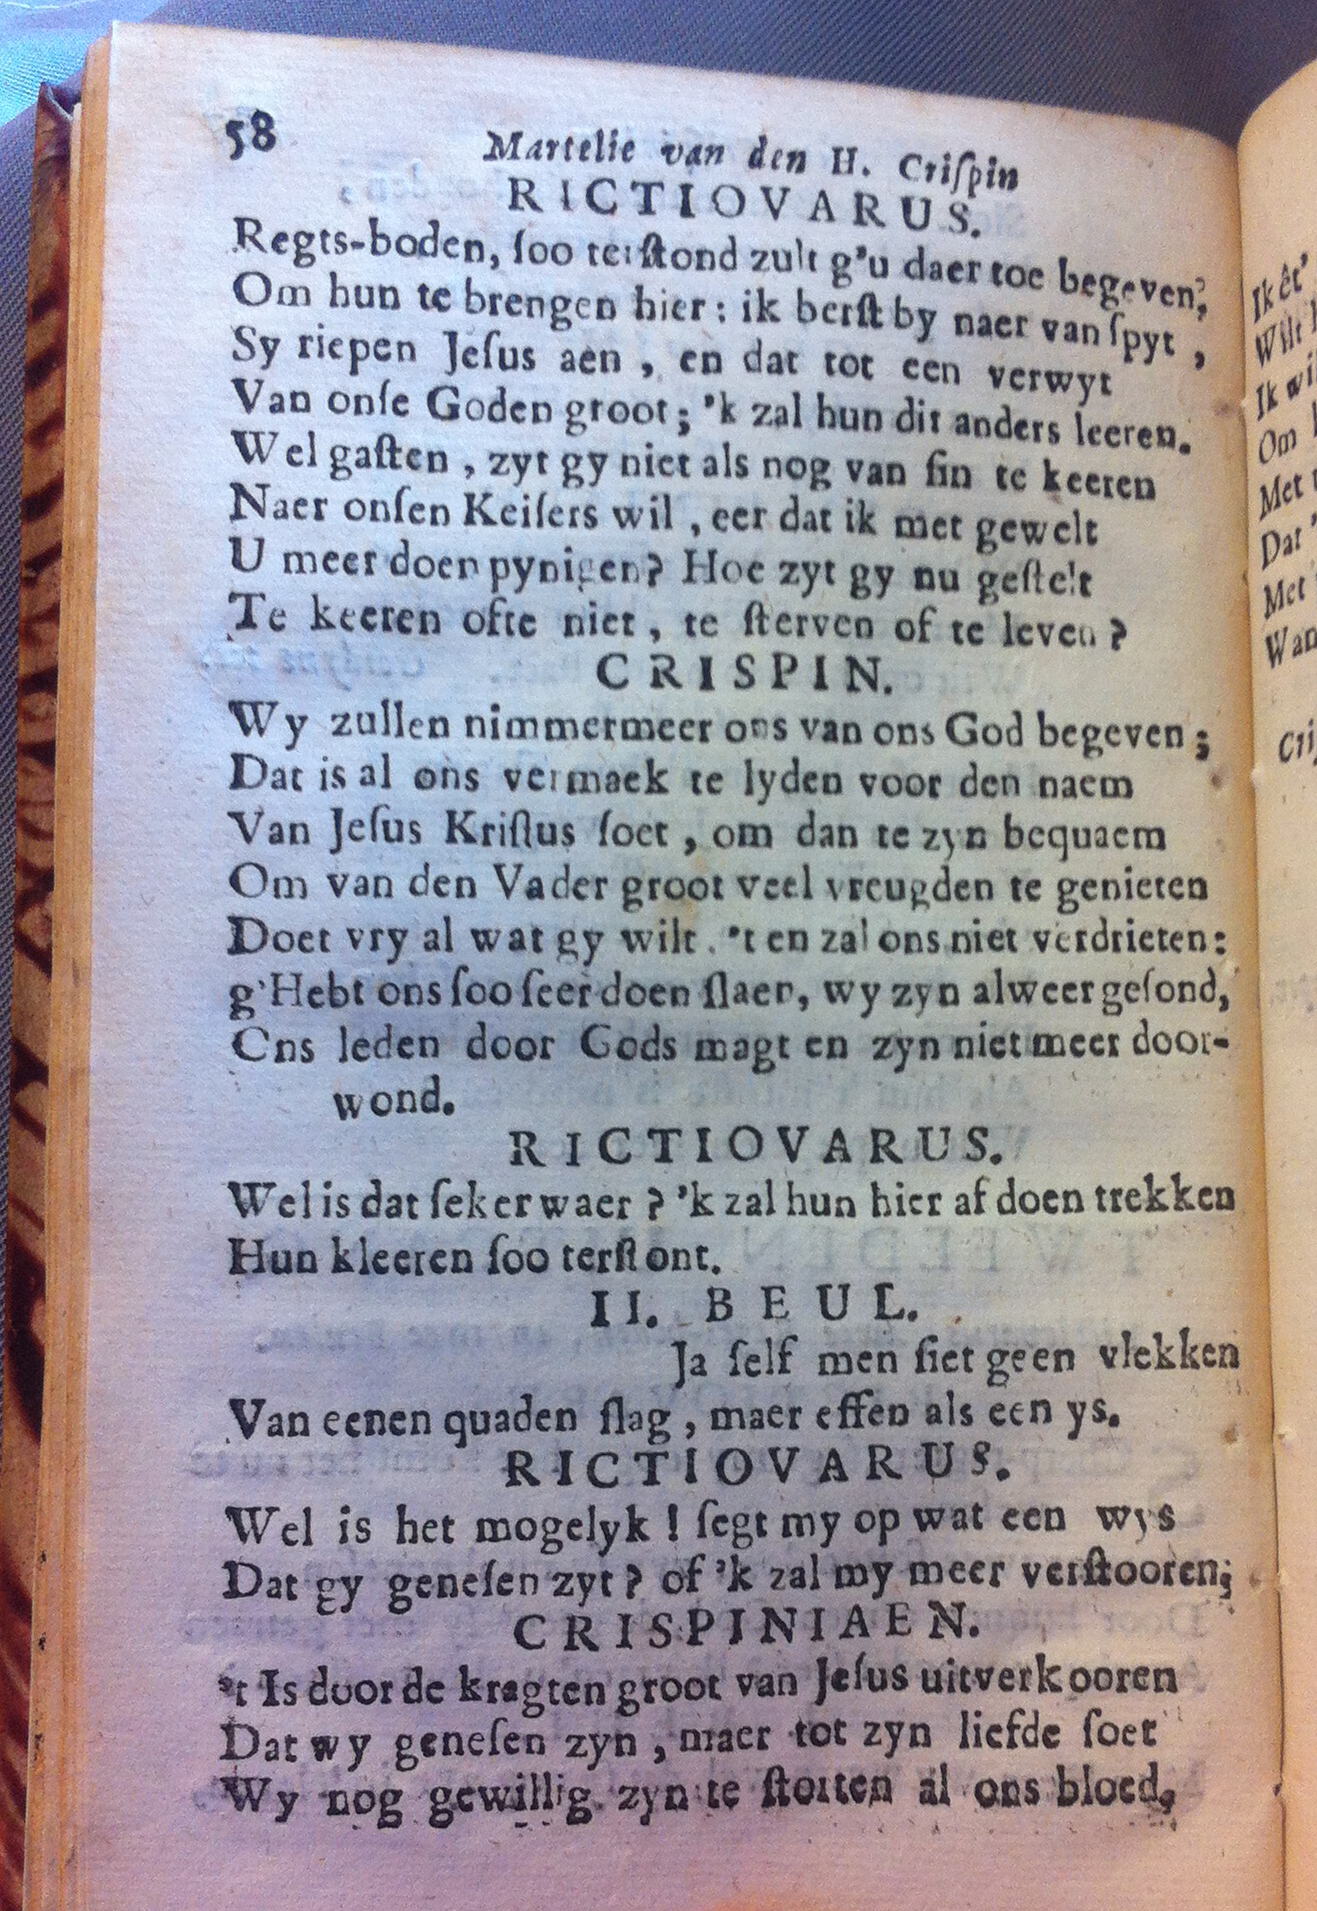 58
Martelie van den H. Criſpin
RICTIOVARUS.
Regts-boden, ſoo terſtond zult g'u daer toe begeven,
Om hun te brengen hier : ik berſt by naer van ſpyt ,
Sy riepen Jeſus aen , en dat tot een verwyt
Van onſe Goden groot ; 'k zal hun dit anders leeren.
Wel gaſten , zyt gy niet als nog van ſin te keeren
Naer onſen Keiſers wil , eer dat ik met gewelt
U meer doen pynigen ? Hoe zyt gy nu geſtelt
Te keeren ofte niet , te ſterven of te leven ?
CRISPIN.
Wy zullen nimmermeer ons van ons God begeven ;
Dat is al ons vermaek te lyden voor den naem
Van Jeſus Kriſtus ſoet , om dan te zyn bequaem
Om van den Vader groot veel vreugden te genieten
Doet vry al wat gy wilt . 't en zal ons niet verdrieten :
g'Hebt ons ſoo ſeer doen ſlaen, wy zyn alweer geſond,
Ons leden door Gods magt en zyn niet meer door-
wond.
RICTIOVARUS.
Wel is dat ſeker waer ? 'k zal hun hier af doen trekken
Hun kleeren ſoo terſtont.
II. BEUL.
Ja ſelf men ſiet geen vlekken
Van eenen quaden ſlag , maer effen als een ys.
RICTIOVARUS.
Wel is het mogelyk ! ſegt my op wat een wys
Dat gy geneſen zyt ? of 'k zal my meer verſtooren;
CRISPINIAEN.
't Is door de kragten groot van Jeſus uitverkooren
Dat wy geneſen zyn , maer tot zyn liefde ſoet
Wy nog gewillig zyn te ſtorten al ons bloed,
Ik êt'
Wilt
Ik wil
Om
Met
Dat
Met
Wan
Criſ